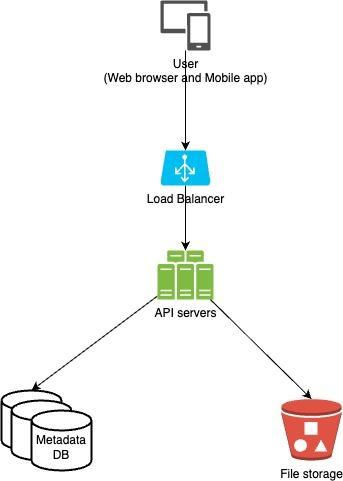 User
(Web browser and Mobile app)
Load Balancer
API servers
Metadata
DB
File storage